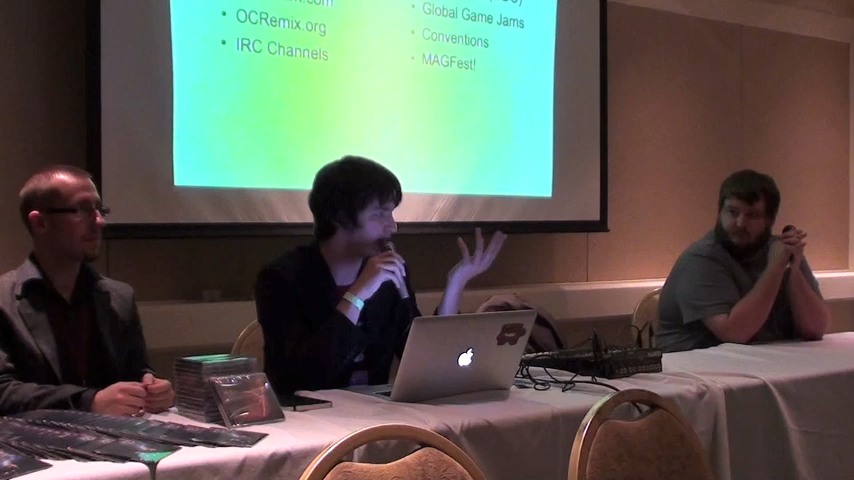 OCRemix.org
IRC Channels
Global Game Jams
Conventions
MAGFest!